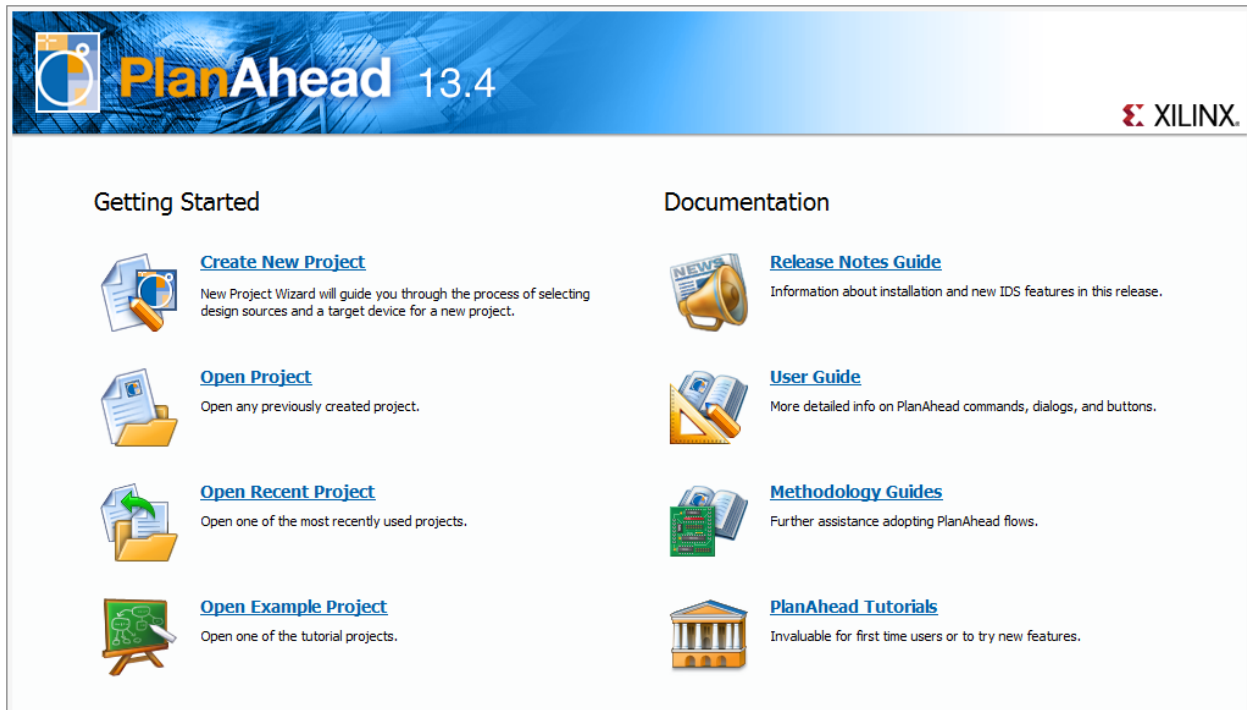 PlanAhead 13.4
XILINX®
Getting Started
Create New Project
New Project Wizard will guide you through the process of selecting
design sources and a target device for a new project.
Open Project
Open any previously created project.
Open Recent Project
Open one of the most recently used projects.
Open Example Project
Open one of the tutorial projects.
Documentation
NEWS
Release Notes Guide
Information about installation and new IDS features in this release.
User Guide
More detailed info on PlanAhead commands, dialogs, and buttons.
Methodology Guides
Further assistance adopting PlanAhead flows.
PlanAhead Tutorials
Invaluable for first time users or to try new features.